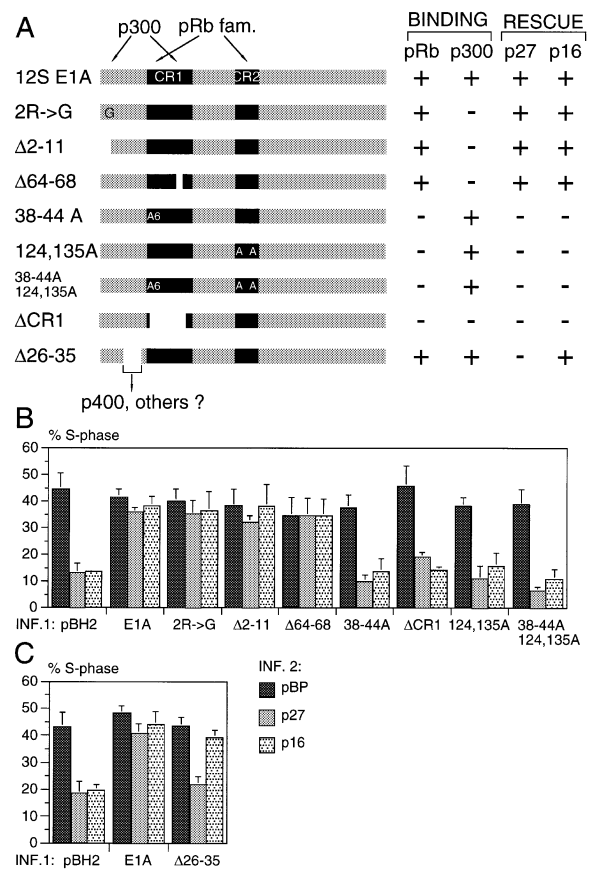 A
p300 pRb fam.
BINDING RESCUE
pRb p300 p27 p16
12S E1A CR1 CR2 + + + +
2R->G G + - + +
Δ2-11 + - + +
Δ64-68 + - + +
38-44 A A6 - + - -
124,135A A A - + - -
38-44A
124,135A A6 A A - + - -
ΔCR1 - - - -
Δ26-35 + + - +
p400, others ?
B
% S-phase
60
50
40
30
20
10
0
INF.1: pBH2 E1A 2R->G Δ2-11 Δ64-68 38-44A ΔCR1 124,135A 38-44A
124,135A
C
% S-phase
60
50
40
30
20
10
0
INF.1: pBH2 E1A Δ26-35
INF. 2:
pBP
p27
p16